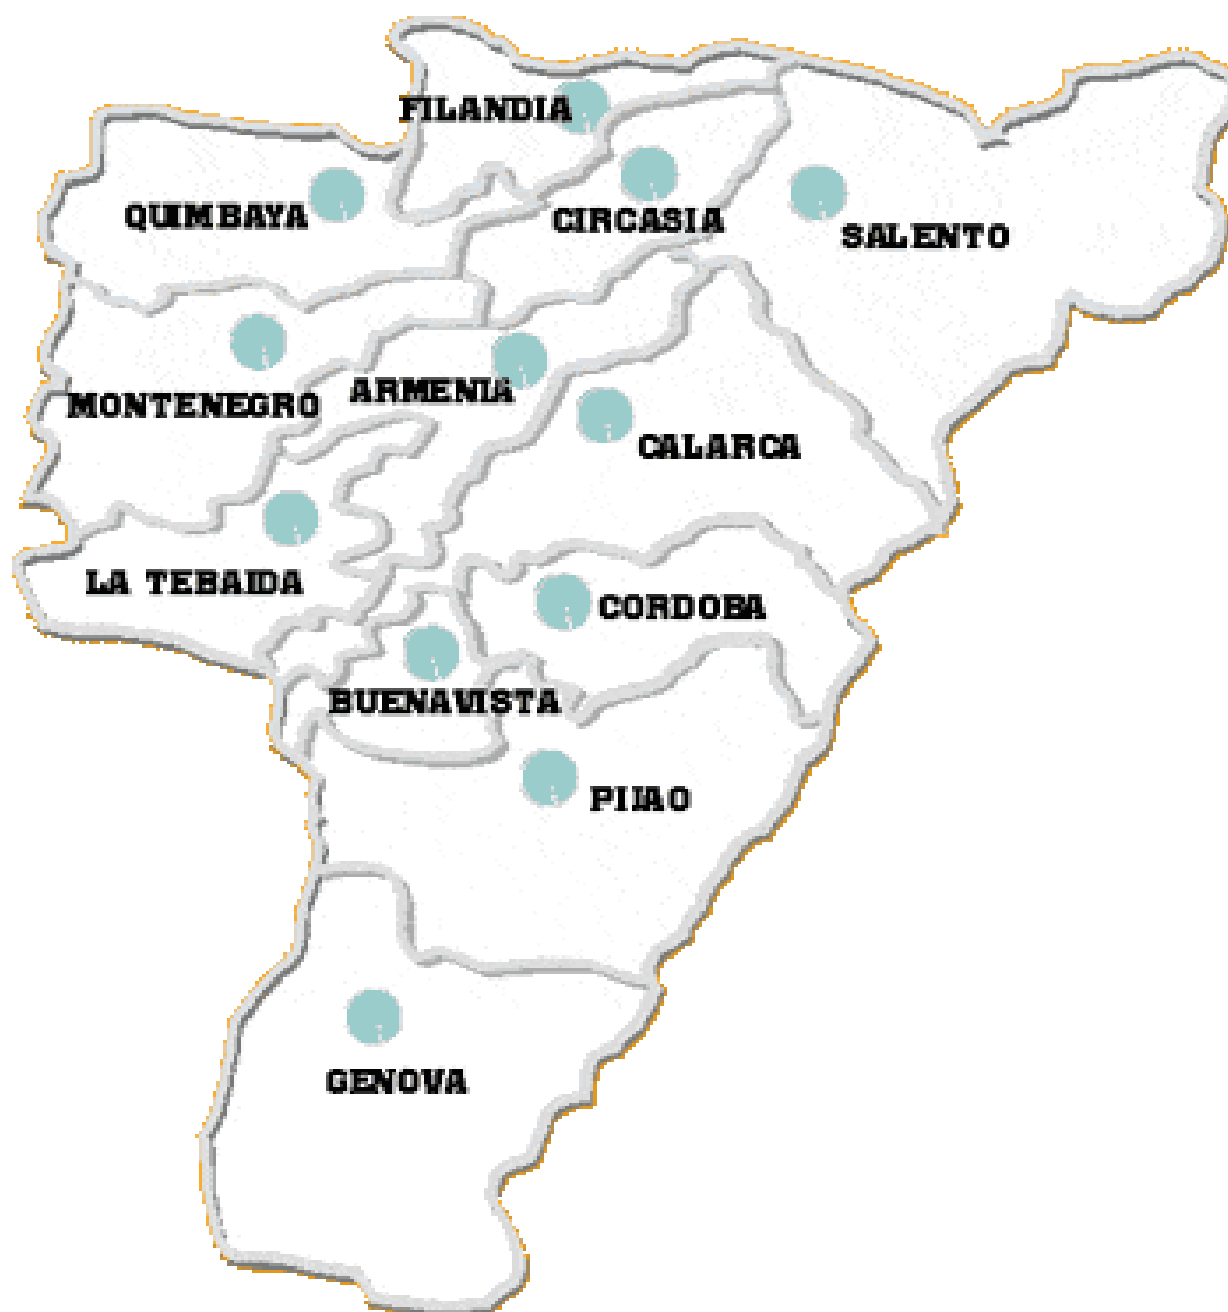 FILANDIA
QUIMBAYA
CIRCASIA
SALENTO
MONTENEGRO
ARMENIA
CALARCA
LA TEBAIDA
CORDOBA
BUENAVISTA
PIJAO
GENOVA